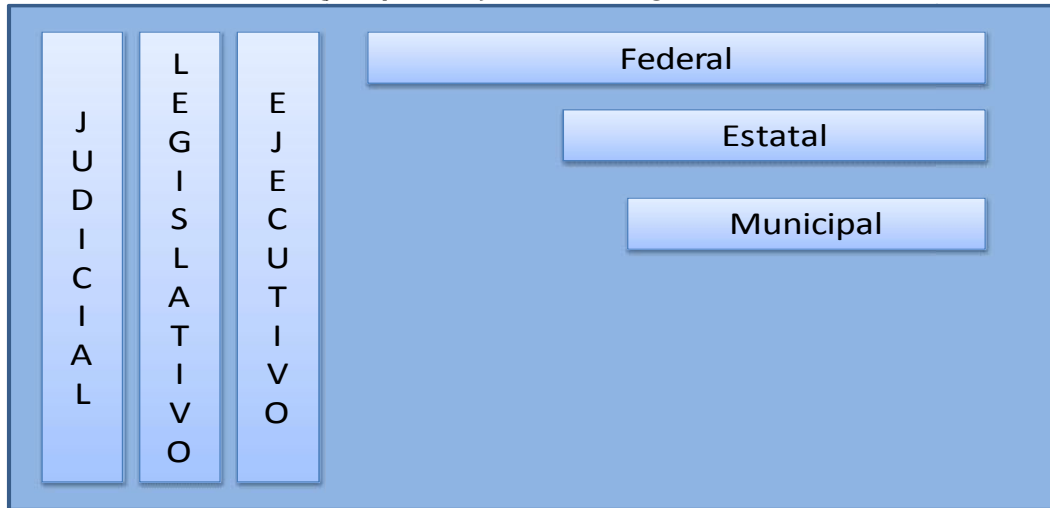 JUDICIAL
LEGISLATIVO
EJECUTIVO
Federal
Estatal
Municipal